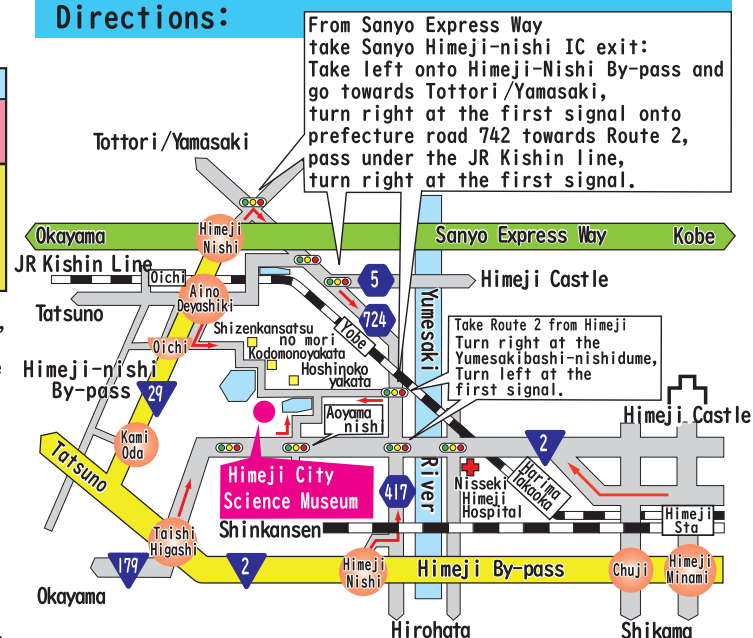 Directions:
From Sanyo Express Way
take Sanyo Himeji-nishi IC exit:
Take left onto Himeji-Nishi By-pass and
go towards Tottori/Yamasaki,
turn right at the first signal onto
prefecture road 742 towards Route 2,
pass under the JR Kishin line,
turn right at the first signal.
Tottori/Yamasaki
Himeji
Nishi
Okayama
Sanyo Express Way
Kobe
JR Kishin Line
Oichi
5
Himeji Castle
Aino
Deyashiki
Tatsuno
724
Yumesaki
River
Shizenkansatsu
no mori
Yobe
Take Route 2 from Himeji
Turn right at the
Yumesakibashi-nishidume,
Turn left at the
first signal.
Oichi
Kodomonoyakata
Hoshinoko
yakata
Himeji-nishi
By-pass
29
Aoyama
nishi
Himeji Castle
Kami
Oda
Tatsuno
2
Himeji City
Science Museum
417
Nisseki
Himeji
Hospital
Harima
Takaoka
Himeji
Sta
Shinkansen
Taishi
Higashi
179
2
Himeji
Nishi
Himeji By-pass
Chuji
Himeji
Minami
Okayama
Hirohata
Shikama